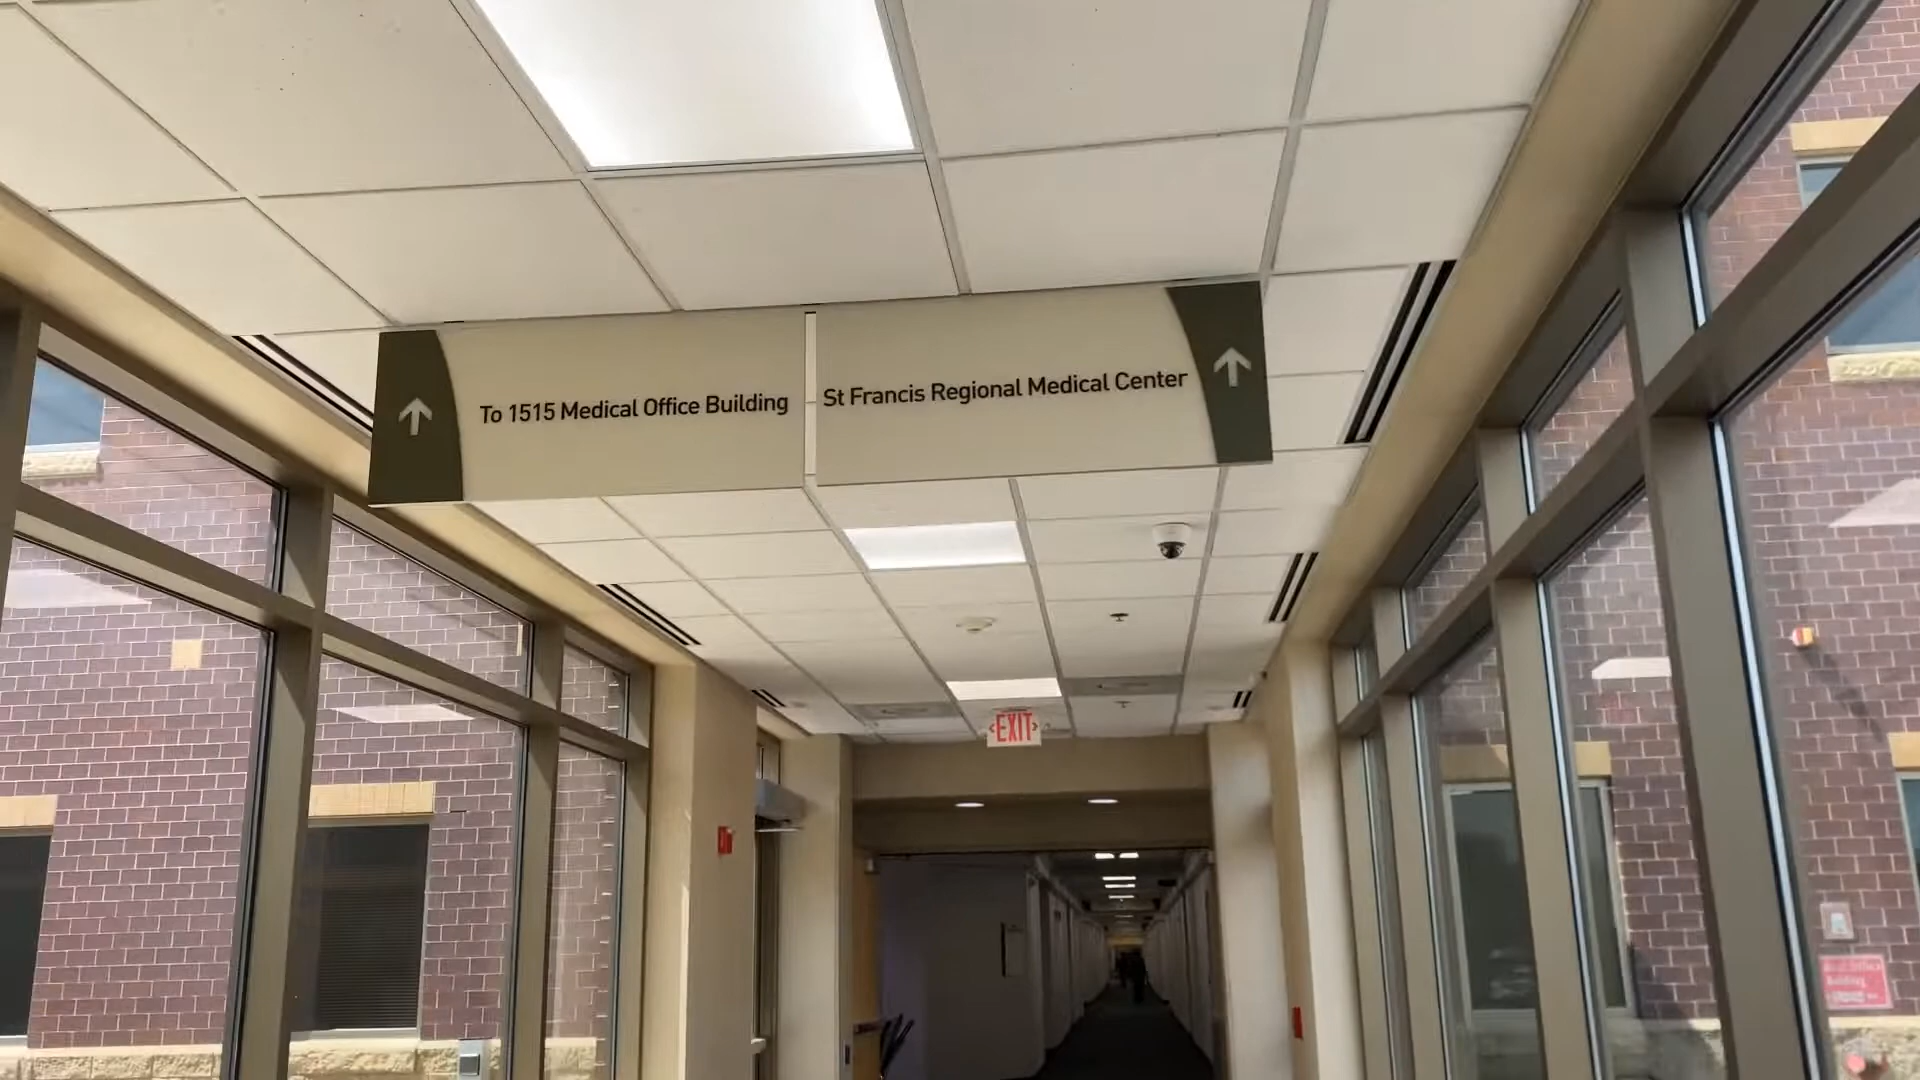 To 1515 Medical Office Building
St Francis Regional Medical Center
EXIT